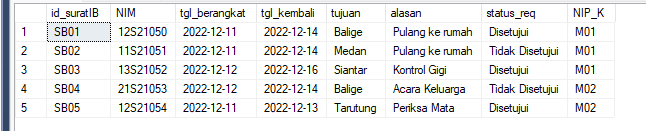 id_suratIB NIM tgl_berangkat tgl_kembali tujuan alasan status_req NIP_K
1 SB01 12S21050 2022-12-11 2022-12-14 Balige Pulang ke rumah Disetujui M01
2 SB02 11S21051 2022-12-11 2022-12-14 Medan Pulang ke rumah Tidak Disetujui M01
3 SB03 13S21052 2022-12-12 2022-12-16 Siantar Kontrol Gigi Disetujui M01
4 SB04 21S21053 2022-12-12 2022-12-14 Balige Acara Keluarga Tidak Disetujui M02
5 SB05 12S21054 2022-12-11 2022-12-13 Tarutung Periksa Mata Disetujui M02